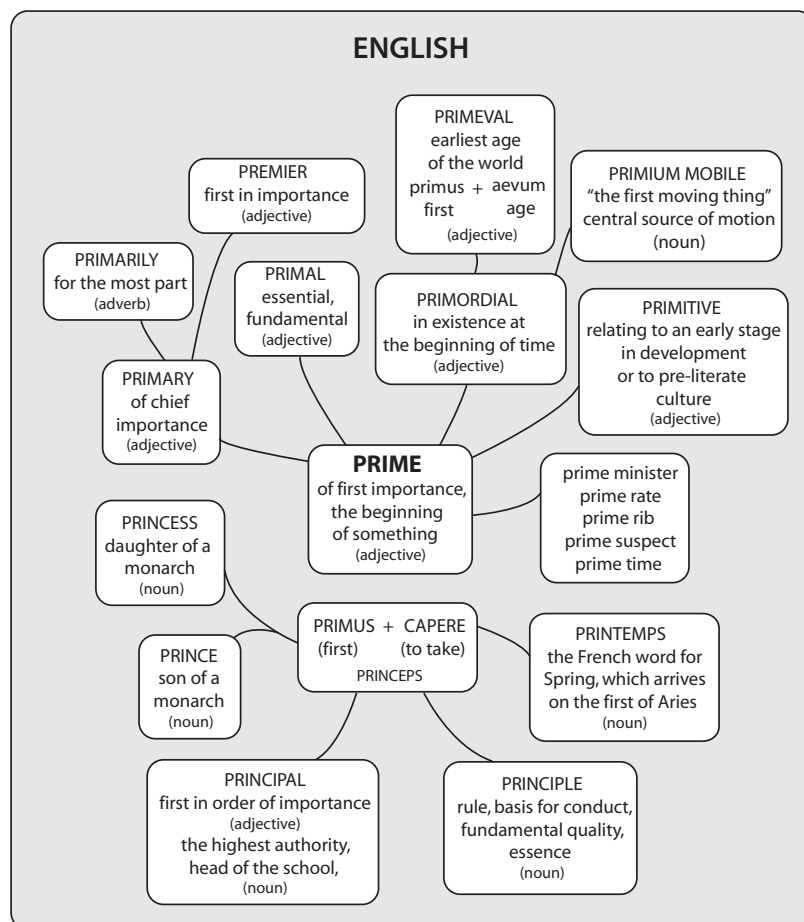 ENGLISH
PRIMEVAL
earliest age
of the world
primus + aevum
first age
(adjective)
PREMIER
first in importance
(adjective)
PRIMIUM MOBILE
“the first moving thing”
central source of motion
(noun)
PRIMARILY
for the most part
(adverb)
PRIMAL
essential,
fundamental
(adjective)
PRIMORDIAL
in existence at
the beginning of time
(adjective)
PRIMITIVE
relating to an early stage
in development
or to pre-literate
culture
(adjective)
PRIMARY
of chief
importance
(adjective)
PRIME
of first importance,
the beginning
of something
(adjective)
prime minister
prime rate
prime rib
prime suspect
prime time
PRINCESS
daughter of a
monarch
(noun)
PRIMUS + CAPERE
(first) (to take)
PRINCEPS
PRINTEMPS
the French word for
Spring, which arrives
on the first of Aries
(noun)
PRINCE
son of a
monarch
(noun)
PRINCIPAL
first in order of importance
(adjective)
the highest authority,
head of the school,
(noun)
PRINCIPLE
rule, basis for conduct,
fundamental quality,
essence
(noun)